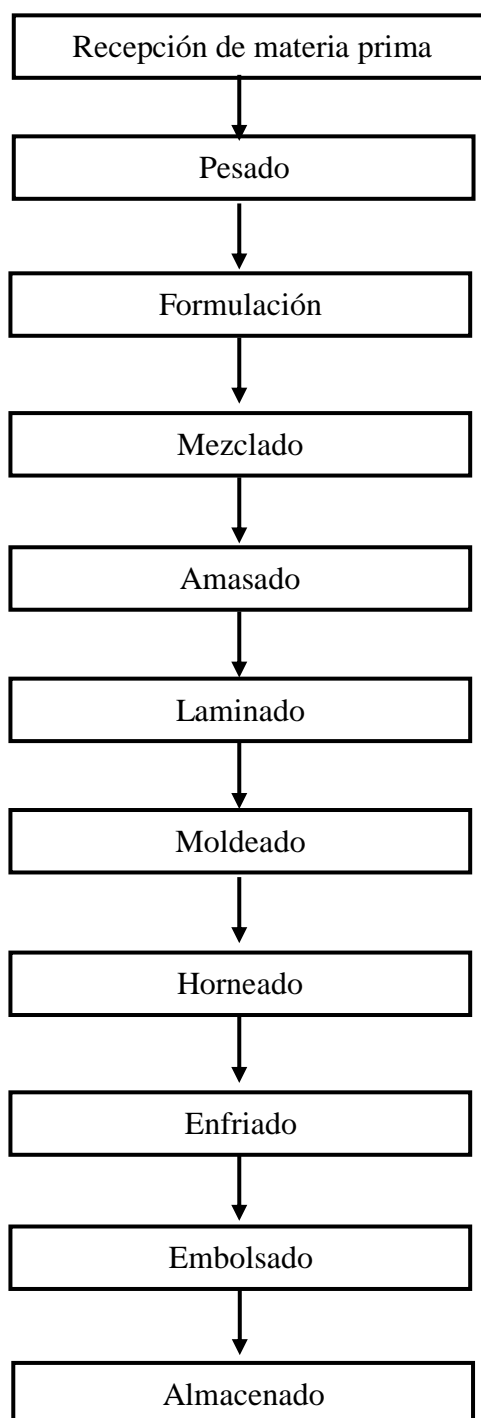 Recepción de materia prima
Pesado
Formulación
Mezclado
Amasado
Laminado
Moldeado
Horneado
Enfriado
Embolsado
Almacenado